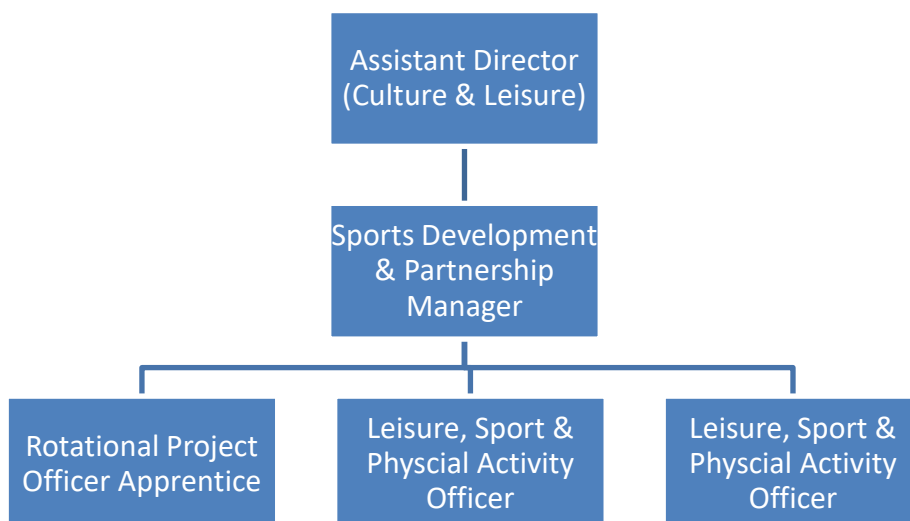 Assistant Director
(Culture & Leisure)
Sports Development
& Partnership
Manager
Rotational Project
Officer Apprentice
Leisure, Sport &
Physcial Activity
Officer
Leisure, Sport &
Physcial Activity
Officer